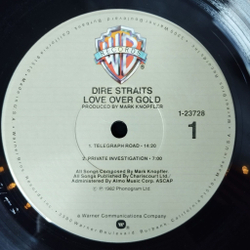 WB
RECORDS
DIRE STRAITS
LOVE OVER GOLD
PRODUCED BY MARK KNOPFLER
1-23728
1
1. TELEGRAPH ROAD - 14:20
2. PRIVATE INVESTIGATION - 7:00
All Songs Composed By Mark Knopfler.
All Songs Published By Chariscourt Ltd./
Administered By Almo Music Corp. ASCAP
© ℗ 1982 Phonogram Ltd.
a Warner Communications Company